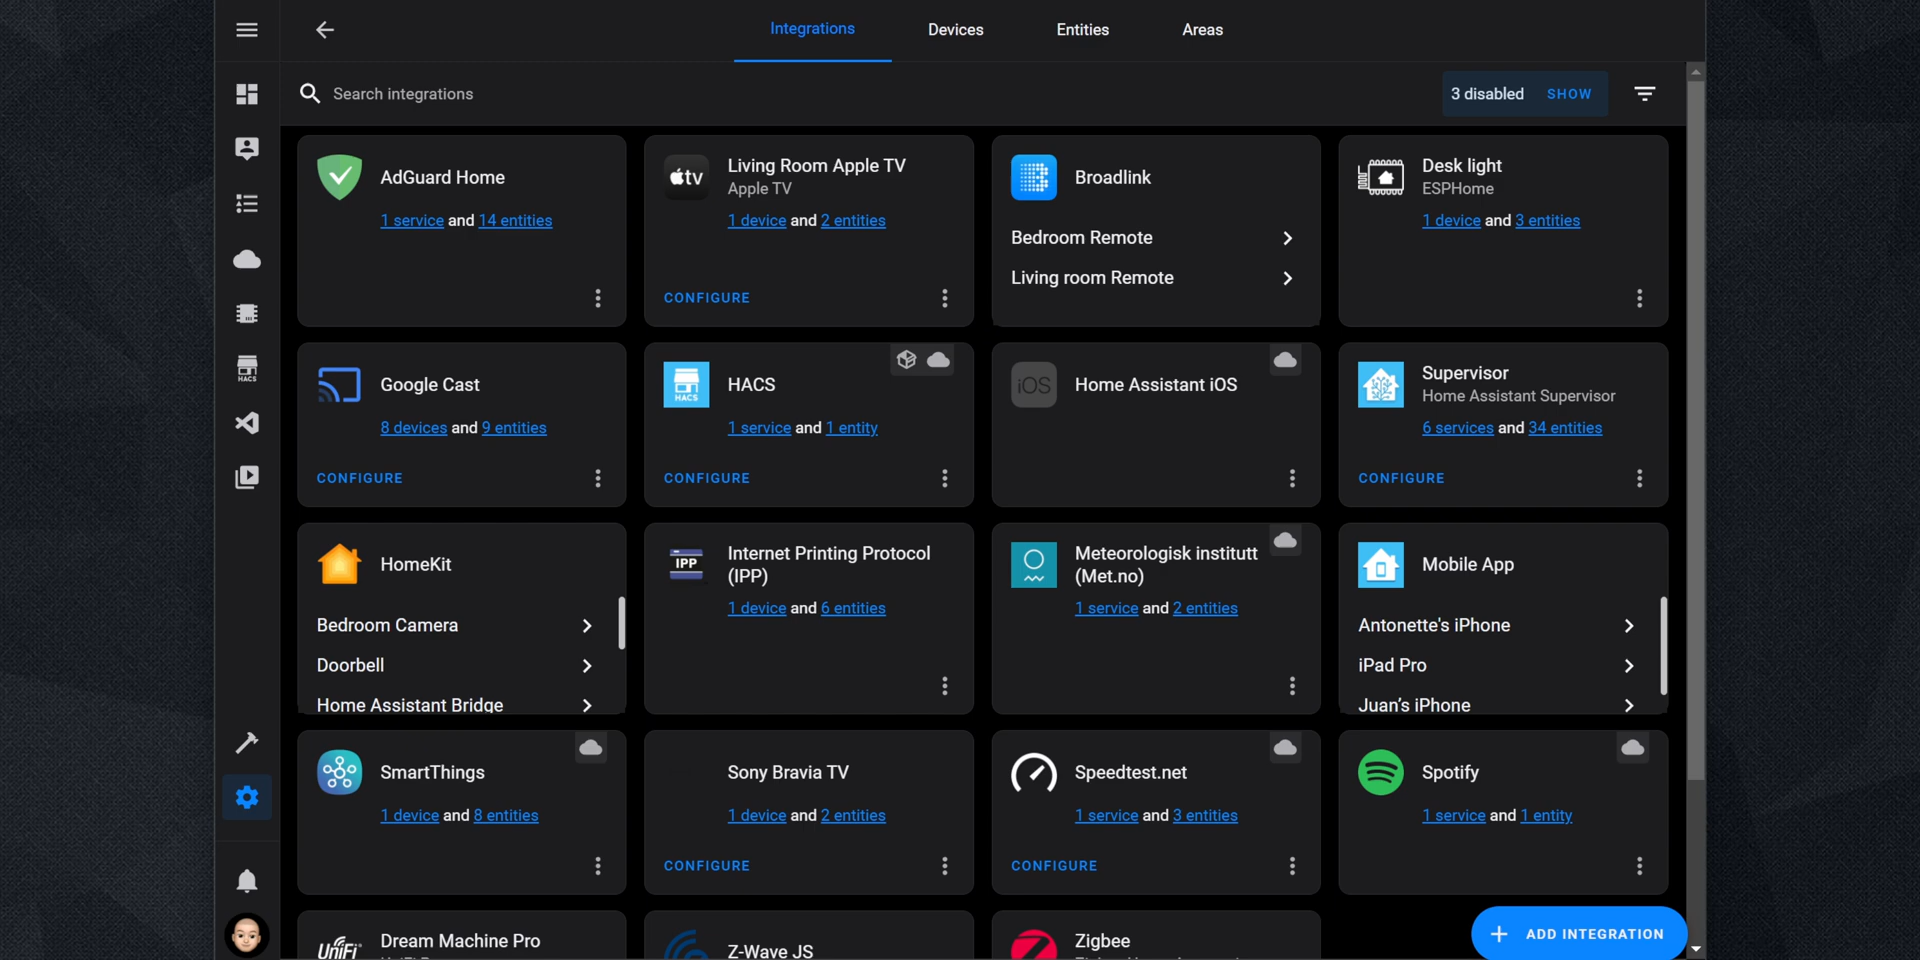 Integrations
Devices
Entities
Areas
Search integrations
3 disabled
SHOW
AdGuard Home
1 service and 14 entities
tv
Living Room Apple TV
Apple TV
1 device and 2 entities
CONFIGURE
Broadlink
Bedroom Remote
Living room Remote
Desk light
ESPHome
1 device and 3 entities
HACS
Google Cast
8 devices and 9 entities
CONFIGURE
HACS
HACS
1 service and 1 entity
CONFIGURE
iOS
Home Assistant iOS
Supervisor
Home Assistant Supervisor
6 services and 34 entities
CONFIGURE
HomeKit
Bedroom Camera
Doorbell
Home Assistant Bridge
IPP
Internet Printing Protocol
(IPP)
1 device and 6 entities
Meteorologisk institutt
(Met.no)
1 service and 2 entities
Mobile App
Antonette's iPhone
iPad Pro
Juan’s iPhone
SmartThings
1 device and 8 entities
Sony Bravia TV
1 device and 2 entities
CONFIGURE
Speedtest.net
1 service and 3 entities
CONFIGURE
Spotify
1 service and 1 entity
UniFi
Dream Machine Pro
Z-Wave JS
Zigbee
ADD INTEGRATION